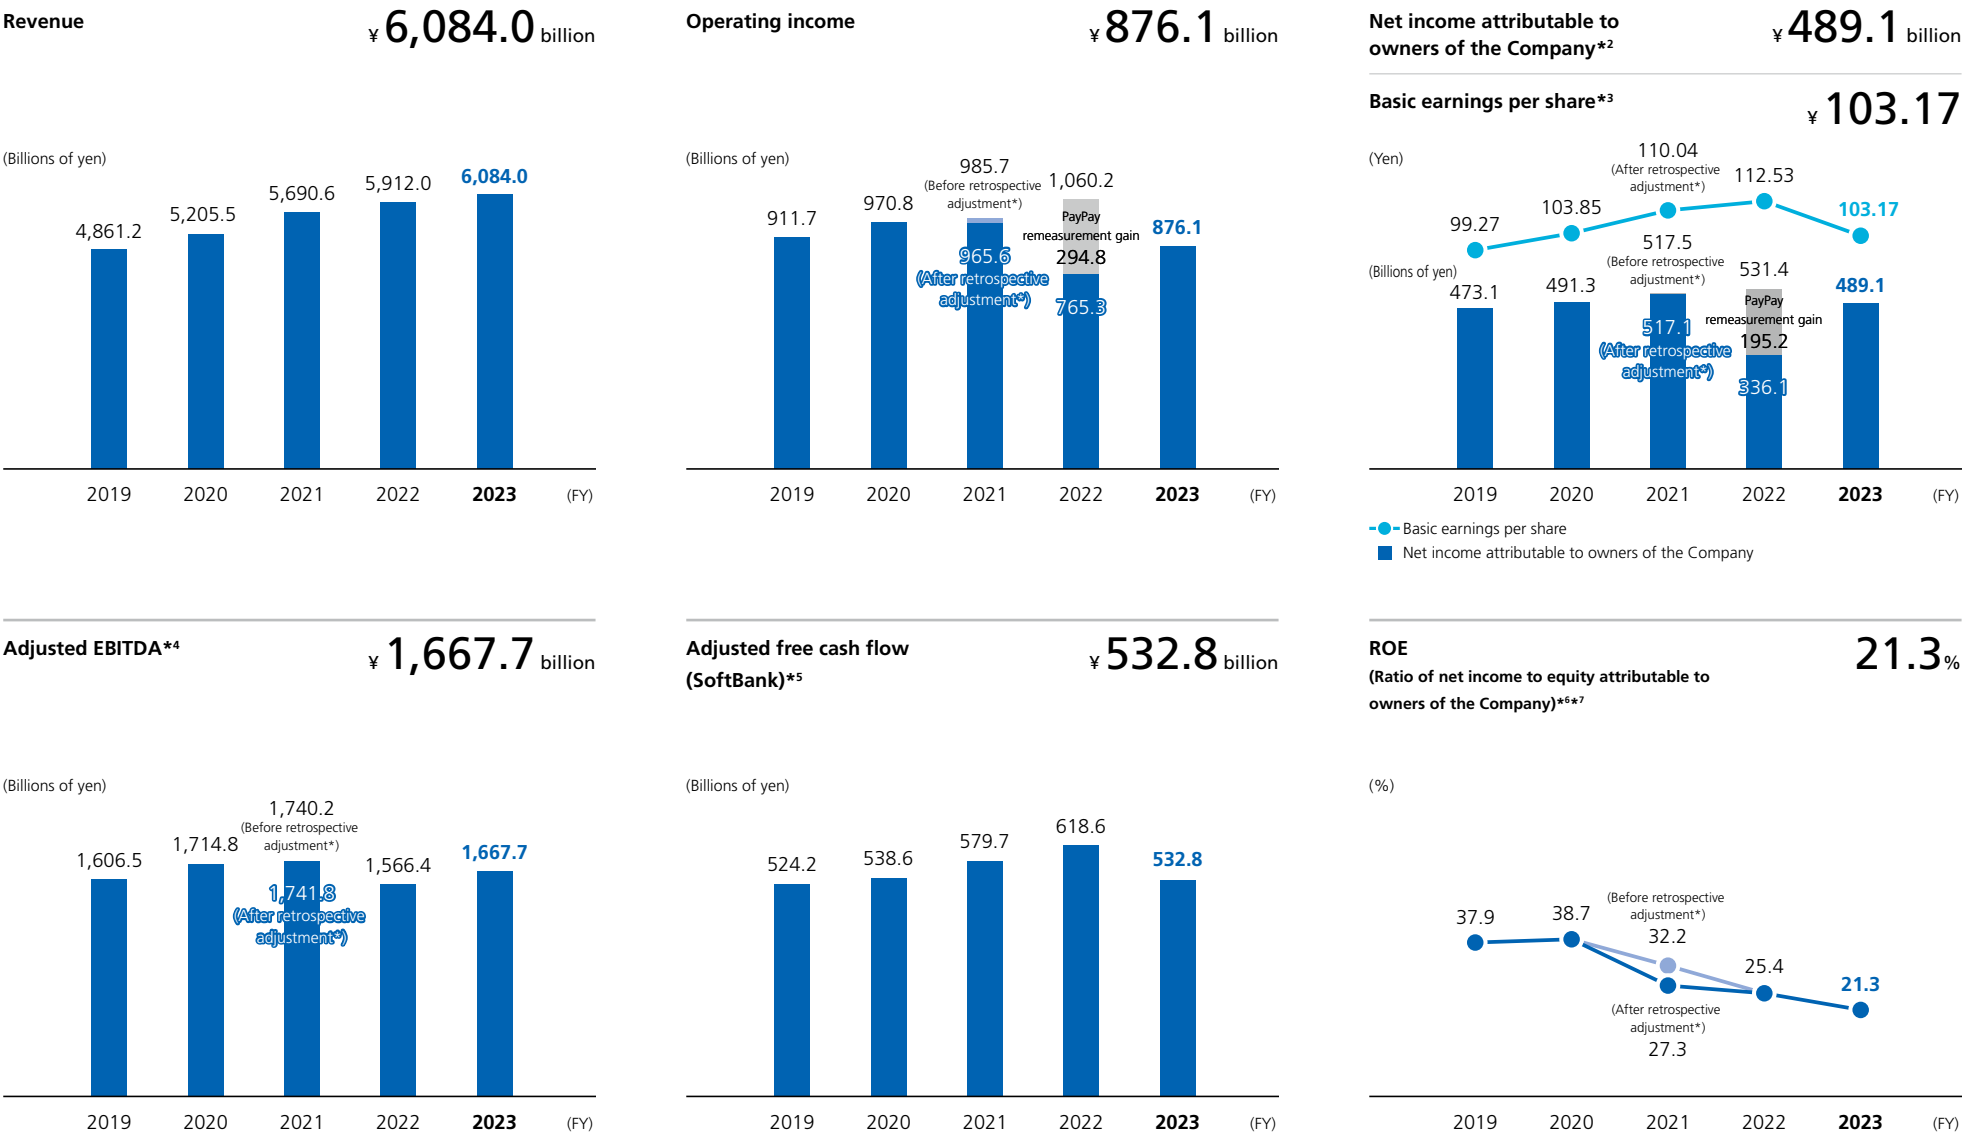 Revenue
¥ 6,084.0 billion
(Billions of yen)
4,861.2
5,205.5
5,690.6
5,912.0
6,084.0
2019 2020 2021 2022 2023 (FY)
Operating income
¥ 876.1 billion
(Billions of yen)
911.7
970.8
985.7
(Before retrospective
adjustment*)
965.6
(After retrospective
adjustment*)
1,060.2
PayPay
remeasurement gain
294.8
765.3
876.1
2019 2020 2021 2022 2023 (FY)
Net income attributable to
owners of the Company*2
¥ 489.1 billion
Basic earnings per share*3
¥ 103.17
(Yen)
99.27
103.85
110.04
(After retrospective
adjustment*)
112.53
103.17
(Billions of yen)
473.1
491.3
517.5
(Before retrospective
adjustment*)
517.1
(After retrospective
adjustment*)
531.4
PayPay
remeasurement gain
195.2
336.1
489.1
2019 2020 2021 2022 2023 (FY)
Basic earnings per share
Net income attributable to owners of the Company
Adjusted EBITDA*4
¥ 1,667.7 billion
(Billions of yen)
1,606.5
1,714.8
1,740.2
(Before retrospective
adjustment*)
1,741.8
(After retrospective
adjustment*)
1,566.4
1,667.7
2019 2020 2021 2022 2023 (FY)
Adjusted free cash flow
(SoftBank)*5
¥ 532.8 billion
(Billions of yen)
524.2
538.6
579.7
618.6
532.8
2019 2020 2021 2022 2023 (FY)
ROE
(Ratio of net income to equity attributable to
owners of the Company)*6*7
21.3%
(%)
37.9
38.7
(Before retrospective
adjustment*)
32.2
(After retrospective
adjustment*)
27.3
25.4
21.3
2019 2020 2021 2022 2023 (FY)